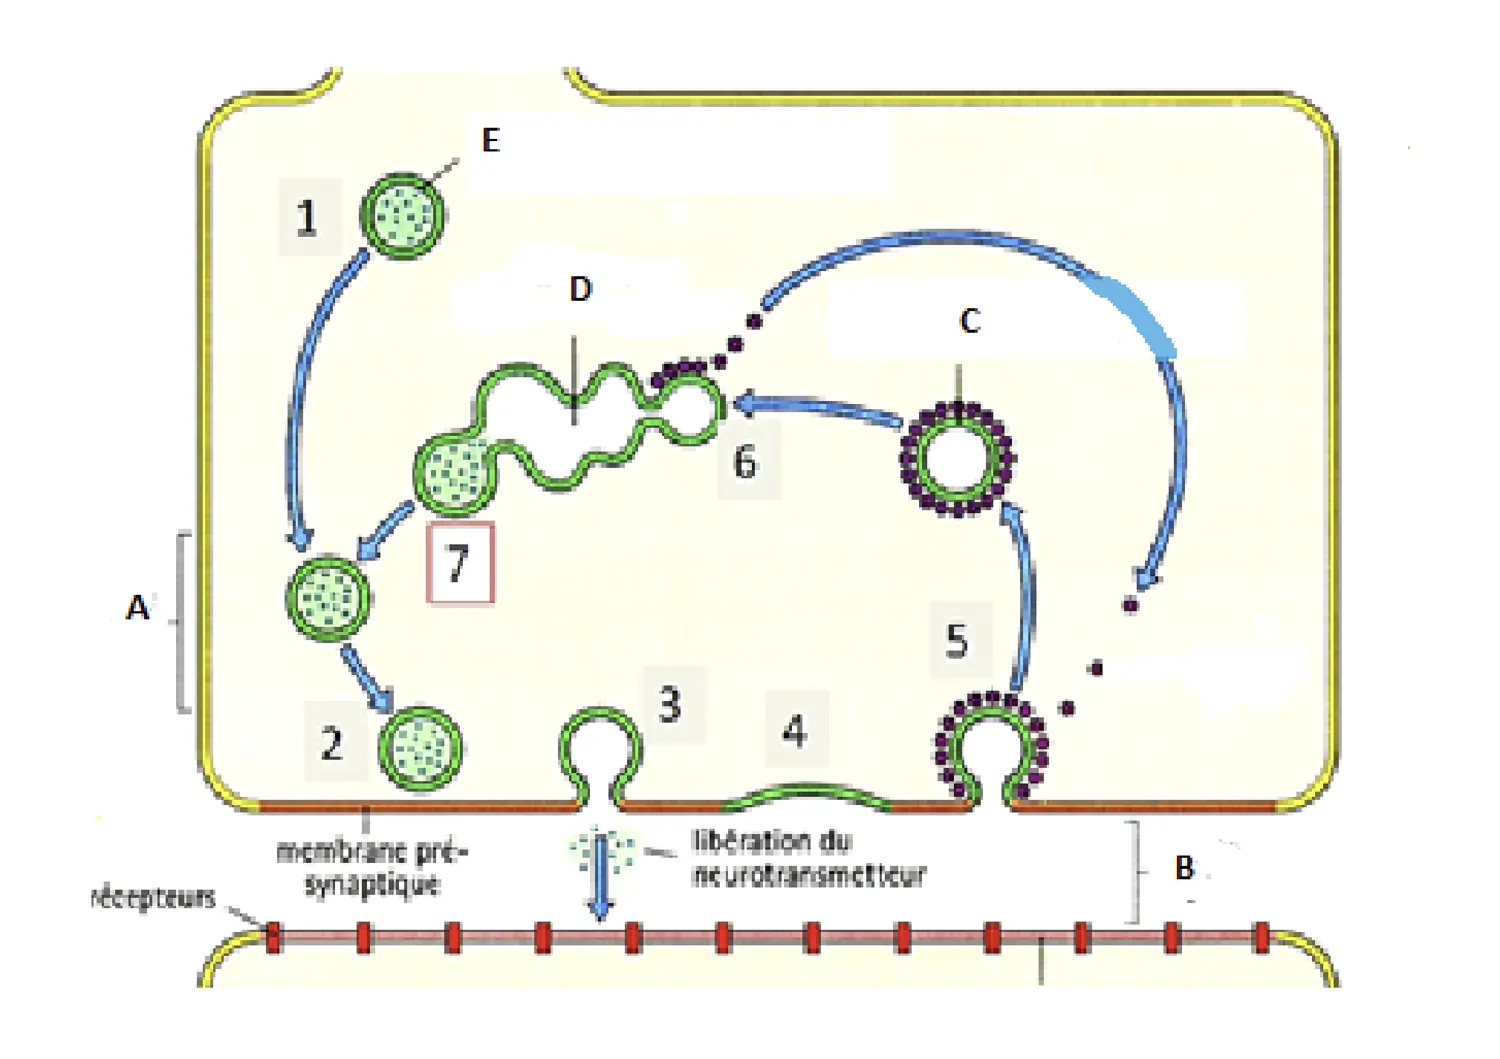 E
1
D
C
6
7
A
5
3
4
2
membrane pré-
synaptique
libération du
neurotransmetteur
B
récepteurs